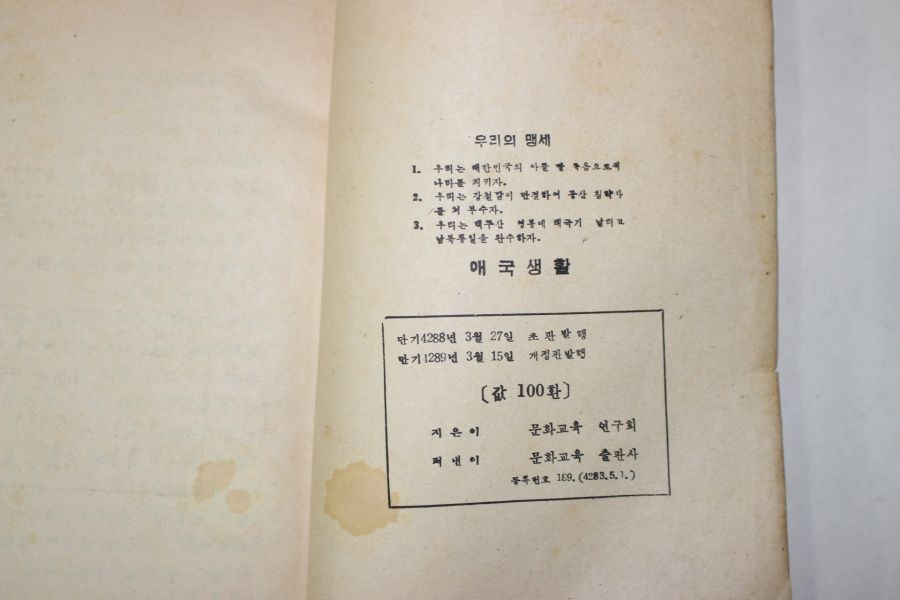 우리의 맹세
1. 우리는 대한민국의 아들 딸 죽음으로써
나라를 지키자.
2. 우리는 강철같이 단결하여 공산 침략자
를 쳐 부수자.
3. 우리는 백두산 영봉에 태극기 날리고
남북통일을 완수하자.
애국생활
단기4288년 3월 27일 초판발행
단기4289년 3월 15일 개정판발행
〔값 100환〕
지은이 문화교육 연구회
펴낸이 문화교육 출판사
등록번호 189.(4283.5.1.)